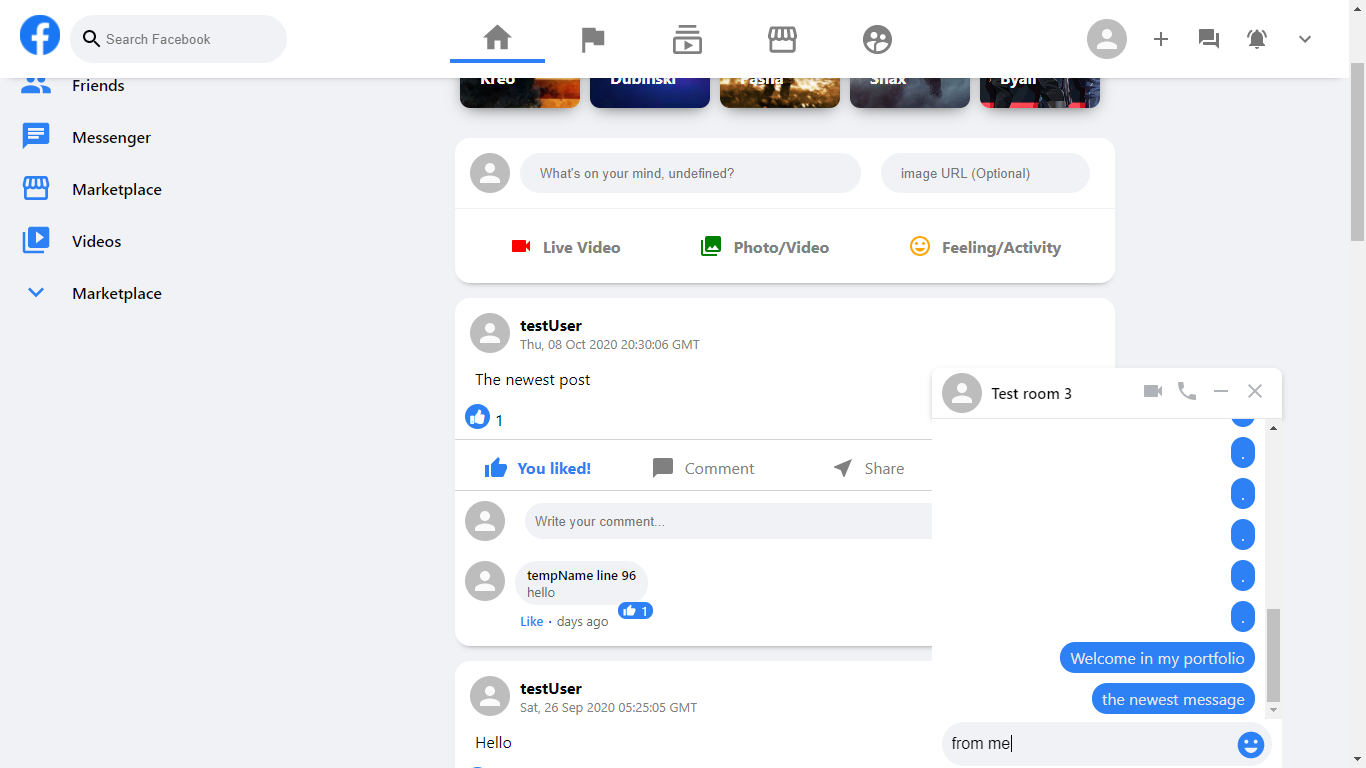 Search Facebook
Friends
Messenger
Marketplace
Videos
Marketplace
Kreo
Dubinski
Pasha
Snax
Byali
What's on your mind, undefined?
image URL (Optional)
Live Video
Photo/Video
Feeling/Activity
testUser
Thu, 08 Oct 2020 20:30:06 GMT
The newest post
1
You liked!
Comment
Share
Write your comment...
tempName line 96
hello
1
Like · days ago
testUser
Sat, 26 Sep 2020 05:25:05 GMT
Hello
Test room 3
.
.
.
.
.
Welcome in my portfolio
the newest message
from me